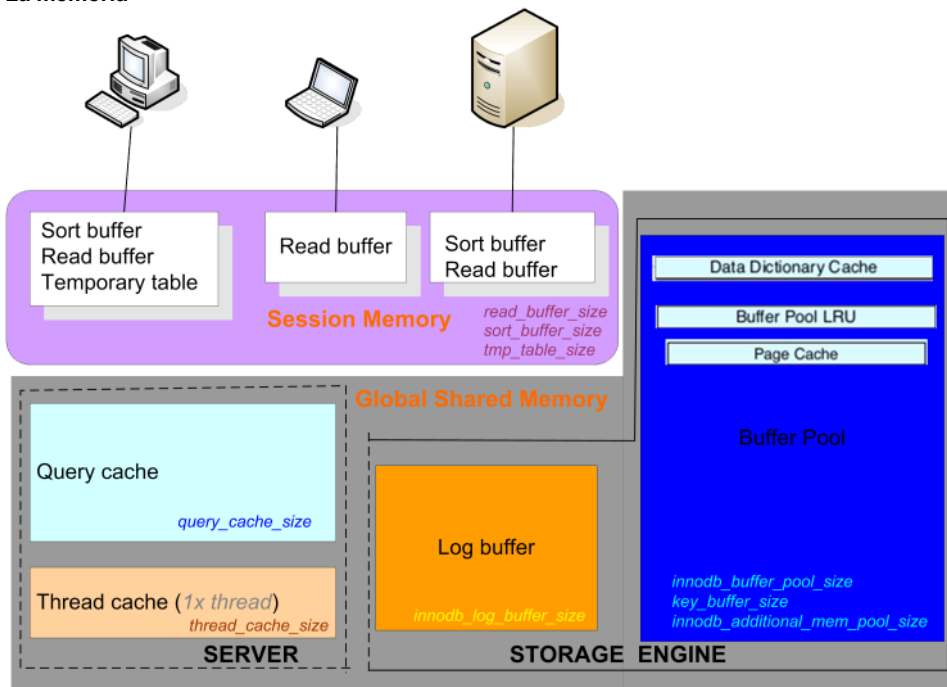 La memoria
Sort buffer
Read buffer
Temporary table
Read buffer
Sort buffer
Read buffer
Session Memory
read_buffer_size
sort_buffer_size
tmp_table_size
Data Dictionary Cache
Buffer Pool LRU
Page Cache
Buffer Pool
innodb_buffer_pool_size
key_buffer_size
innodb_additional_mem_pool_size
Global Shared Memory
Query cache
query_cache_size
Thread cache (1x thread)
thread_cache_size
SERVER
Log buffer
innodb_log_buffer_size
STORAGE ENGINE